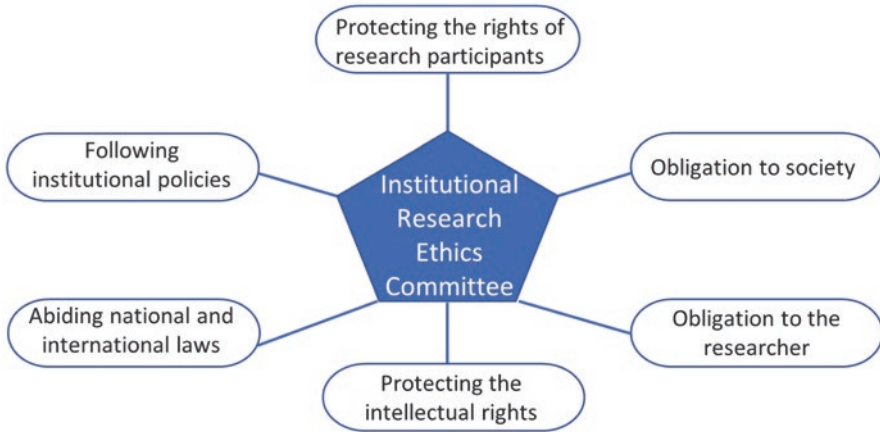 Protecting the rights of
research participants
Following
institutional policies
Obligation to society
Institutional
Research
Ethics
Committee
Abiding national and
international laws
Obligation to the
researcher
Protecting the
intellectual rights